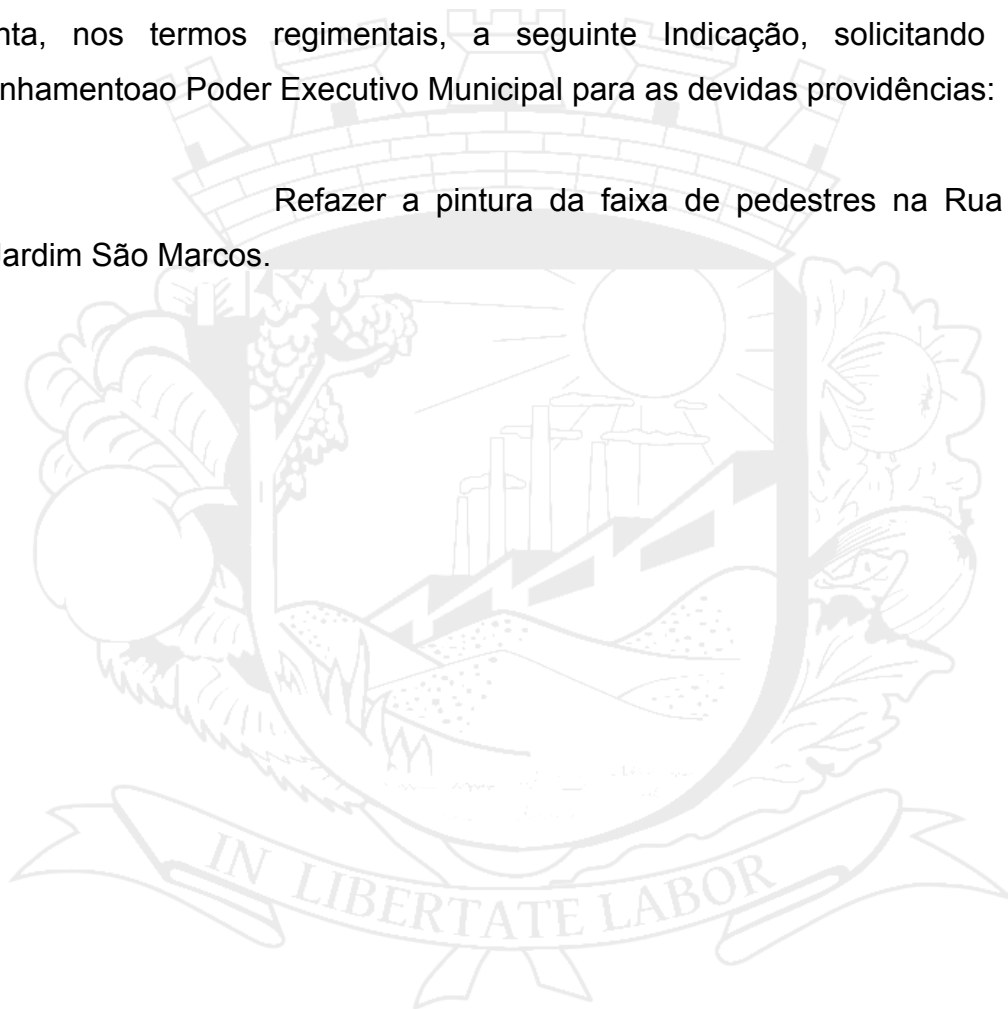 nta, nos termos regimentais, a seguinte Indicação, solicitando
nhamentoao Poder Executivo Municipal para as devidas providências:
Refazer a pintura da faixa de pedestres na Rua
Jardim São Marcos.
IN LIBERTATE LABOR